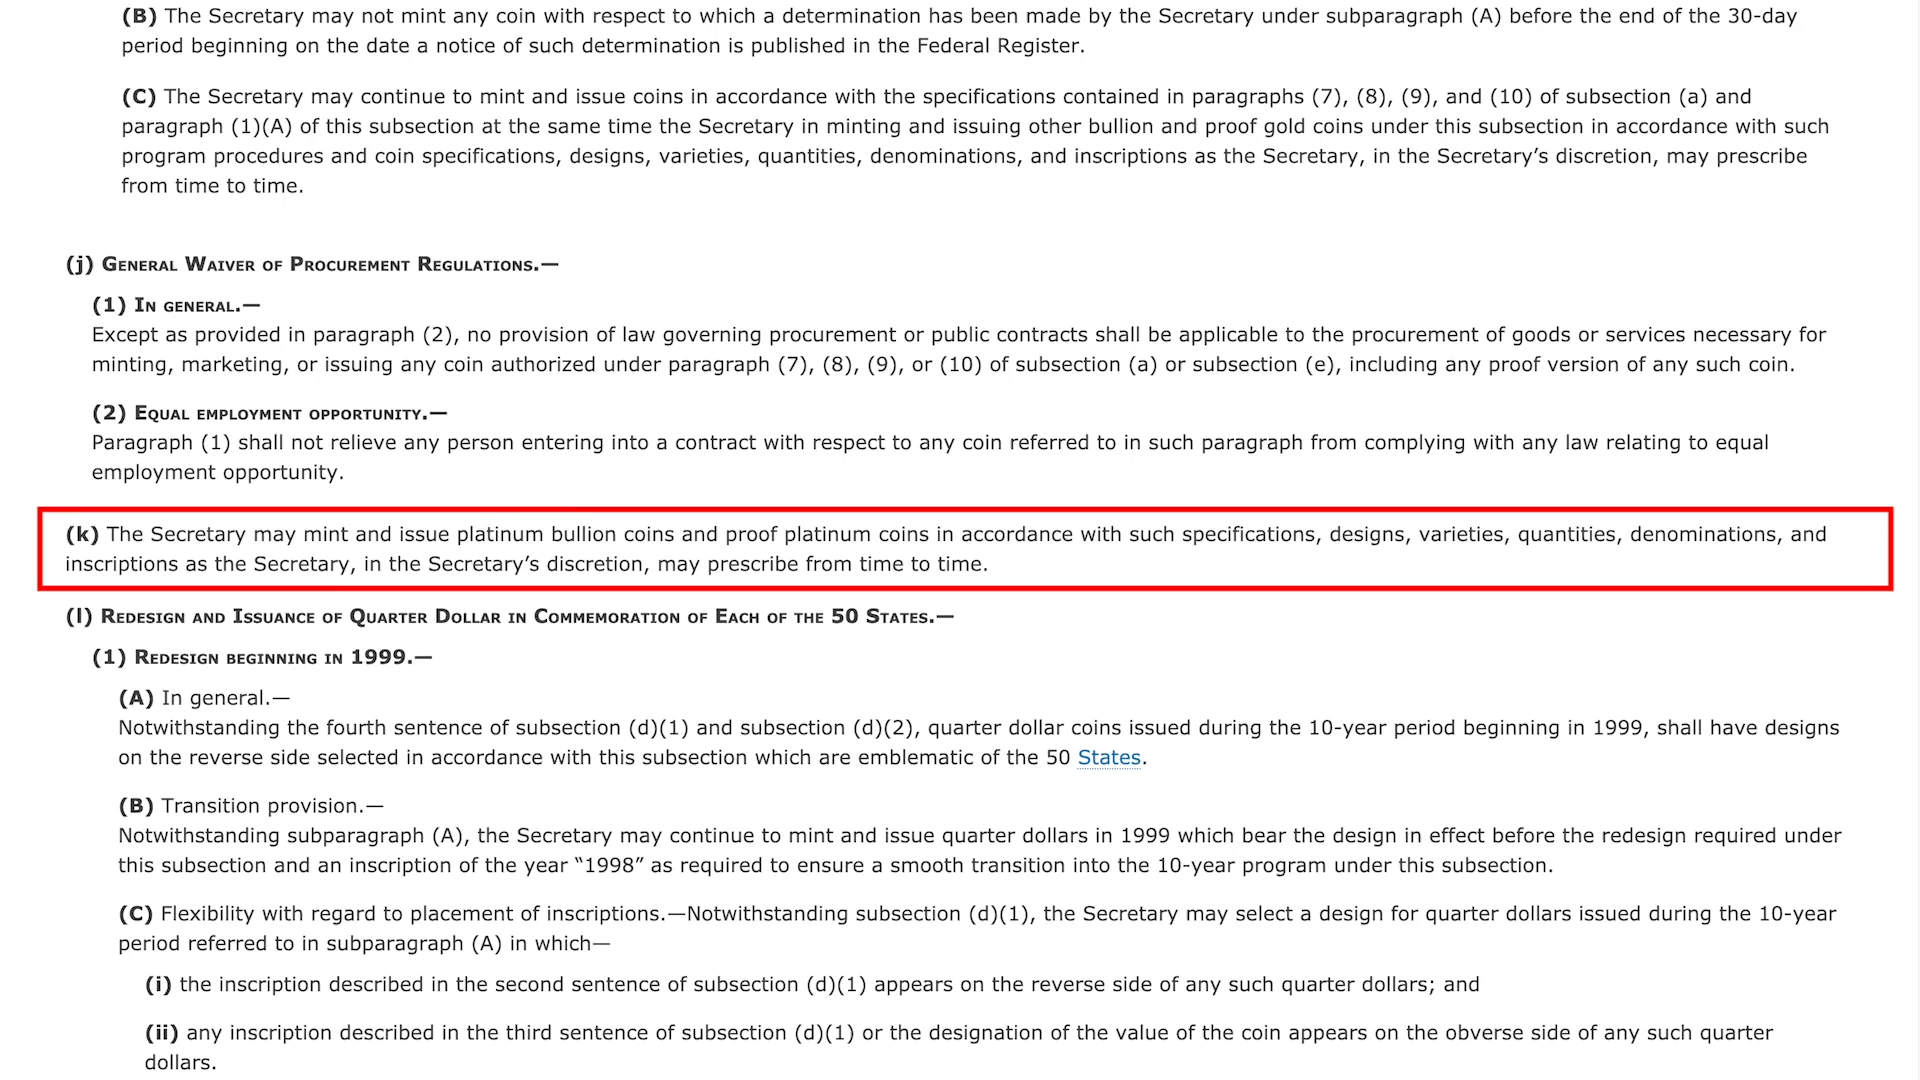 (B) The Secretary may not mint any coin with respect to which a determination has been made by the Secretary under subparagraph (A) before the end of the 30-day
period beginning on the date a notice of such determination is published in the Federal Register.
(C) The Secretary may continue to mint and issue coins in accordance with the specifications contained in paragraphs (7), (8), (9), and (10) of subsection (a) and
paragraph (1)(A) of this subsection at the same time the Secretary in minting and issuing other bullion and proof gold coins under this subsection in accordance with such
program procedures and coin specifications, designs, varieties, quantities, denominations, and inscriptions as the Secretary, in the Secretary’s discretion, may prescribe
from time to time.
(j) General Waiver of Procurement Regulations.—
(1) In general.—
Except as provided in paragraph (2), no provision of law governing procurement or public contracts shall be applicable to the procurement of goods or services necessary for
minting, marketing, or issuing any coin authorized under paragraph (7), (8), (9), or (10) of subsection (a) or subsection (e), including any proof version of any such coin.
(2) Equal employment opportunity.—
Paragraph (1) shall not relieve any person entering into a contract with respect to any coin referred to in such paragraph from complying with any law relating to equal
employment opportunity.
(k) The Secretary may mint and issue platinum bullion coins and proof platinum coins in accordance with such specifications, designs, varieties, quantities, denominations, and
inscriptions as the Secretary, in the Secretary’s discretion, may prescribe from time to time.
(l) Redesign and Issuance of Quarter Dollar in Commemoration of Each of the 50 States.—
(1) Redesign beginning in 1999.—
(A) In general.—
Notwithstanding the fourth sentence of subsection (d)(1) and subsection (d)(2), quarter dollar coins issued during the 10-year period beginning in 1999, shall have designs
on the reverse side selected in accordance with this subsection which are emblematic of the 50 States.
(B) Transition provision.—
Notwithstanding subparagraph (A), the Secretary may continue to mint and issue quarter dollars in 1999 which bear the design in effect before the redesign required under
this subsection and an inscription of the year “1998” as required to ensure a smooth transition into the 10-year program under this subsection.
(C) Flexibility with regard to placement of inscriptions.—Notwithstanding subsection (d)(1), the Secretary may select a design for quarter dollars issued during the 10-year
period referred to in subparagraph (A) in which—
(i) the inscription described in the second sentence of subsection (d)(1) appears on the reverse side of any such quarter dollars; and
(ii) any inscription described in the third sentence of subsection (d)(1) or the designation of the value of the coin appears on the obverse side of any such quarter
dollars.